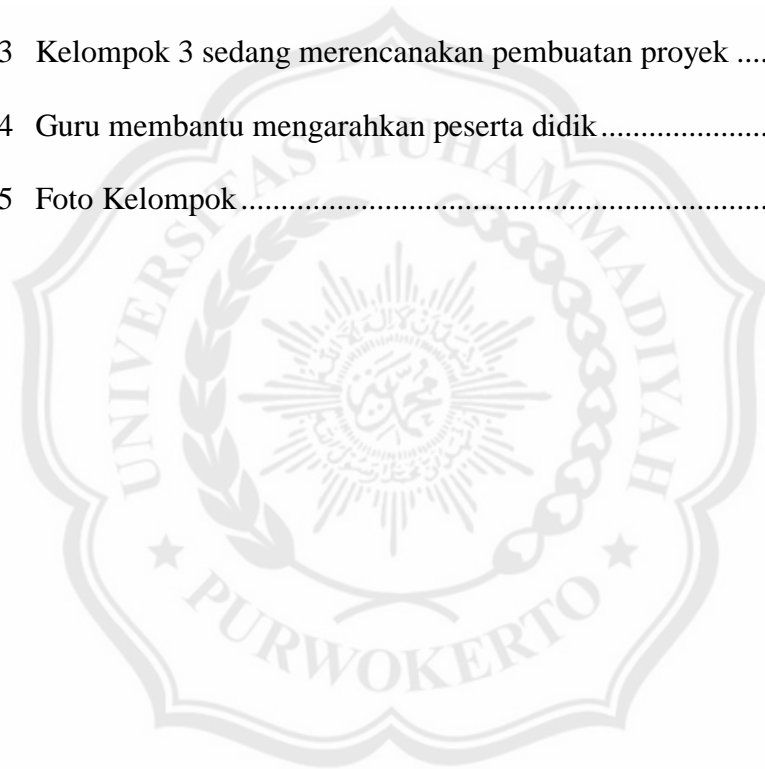 3 Kelompok 3 sedang merencanakan pembuatan proyek ....
4 Guru membantu mengarahkan peserta didik......................
5 Foto Kelompok..........................................................................
UNIVERSITAS MUHAMMADIYAH
PURWOKERTO